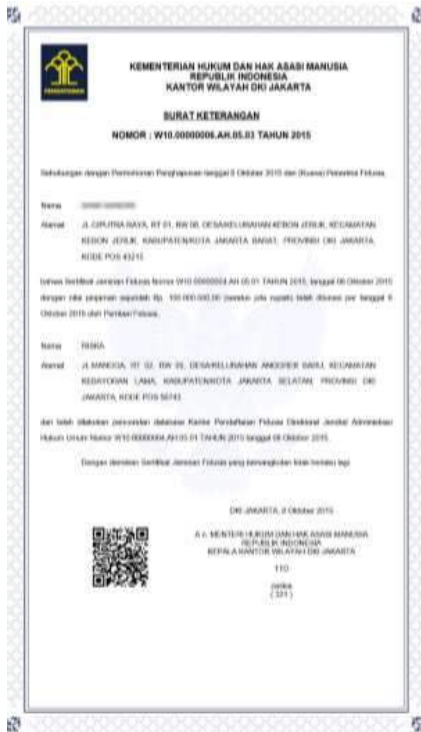 PENGAYOMAN
KEMENTERIAN HUKUM DAN HAK ASASI MANUSIA
REPUBLIK INDONESIA
KANTOR WILAYAH DKI JAKARTA
SURAT KETERANGAN
NOMOR : W10.00000006.AH.05.03 TAHUN 2015
Sehubungan dengan Permohonan Penghapusan tanggal 8 Oktober 2015 dan (Kuasa) Penerima Fidusia,
Nama
Alamat JL CIPUTRA RAYA, RT 01, RW 08, DESA/KELURAHAN KEBON JERUK, KECAMATAN
KEBON JERUK, KABUPATEN/KOTA JAKARTA BARAT, PROVINSI DKI JAKARTA,
KODE POS 43215
bahwa Sertifikat Jaminan Fidusia Nomor W10.00000004.AH.05.01 TAHUN 2015, tanggal 08 Oktober 2015
dengan nilai pinjaman sejumlah Rp. 100.000.000,00 (seratus juta rupiah) telah dilunasi per tanggal 8
Oktober 2015 oleh Pemberi Fidusia,
Nama RISKA
Alamat JL MANGGA, RT 02, RW 05, DESA/KELURAHAN ANGGREK BARU, KECAMATAN
KEBAYORAN LAMA, KABUPATEN/KOTA JAKARTA SELATAN, PROVINSI DKI
JAKARTA, KODE POS
dan telah dilakukan pencoretan database Kantor Pendaftaran Fidusia Direktorat Jenderal Administrasi
Hukum Umum Nomor W10.00000004.AH.05.01 TAHUN 2015 tanggal 08 Oktober 2015.
Dengan demikian Sertifikat Jaminan Fidusia yang bersangkutan tidak berlaku lagi.
DKI JAKARTA, 8 Oktober 2015
A.n. MENTERI HUKUM DAN HAK ASASI MANUSIA
REPUBLIK INDONESIA
KEPALA KANTOR WILAYAH DKI JAKARTA
( 321 )